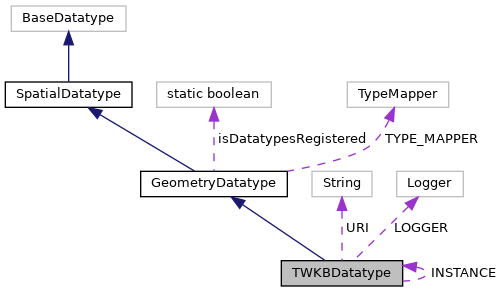 BaseDatatype
SpatialDatatype
static boolean
TypeMapper
isDatatypesRegistered
TYPE_MAPPER
GeometryDatatype
String
Logger
URI
LOGGER
TWKBDatatype
INSTANCE